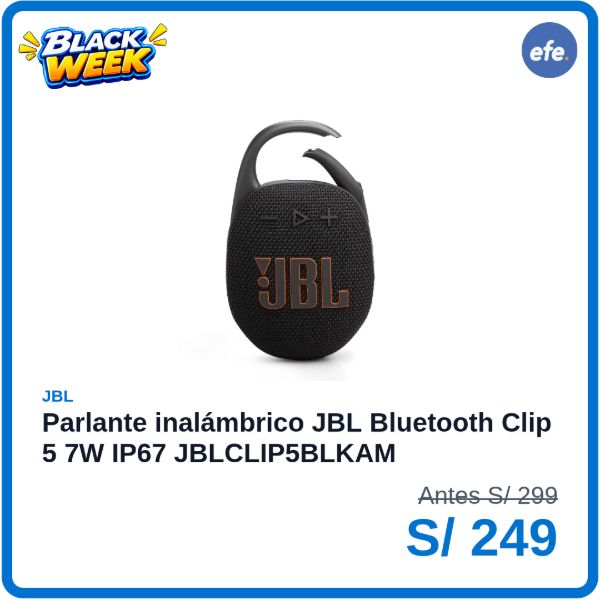 BLACK
WEEK
efe.
JBL
JBL
Parlante inalámbrico JBL Bluetooth Clip
5 7W IP67 JBLCLIP5BLKAM
Antes S/ 299
S/ 249